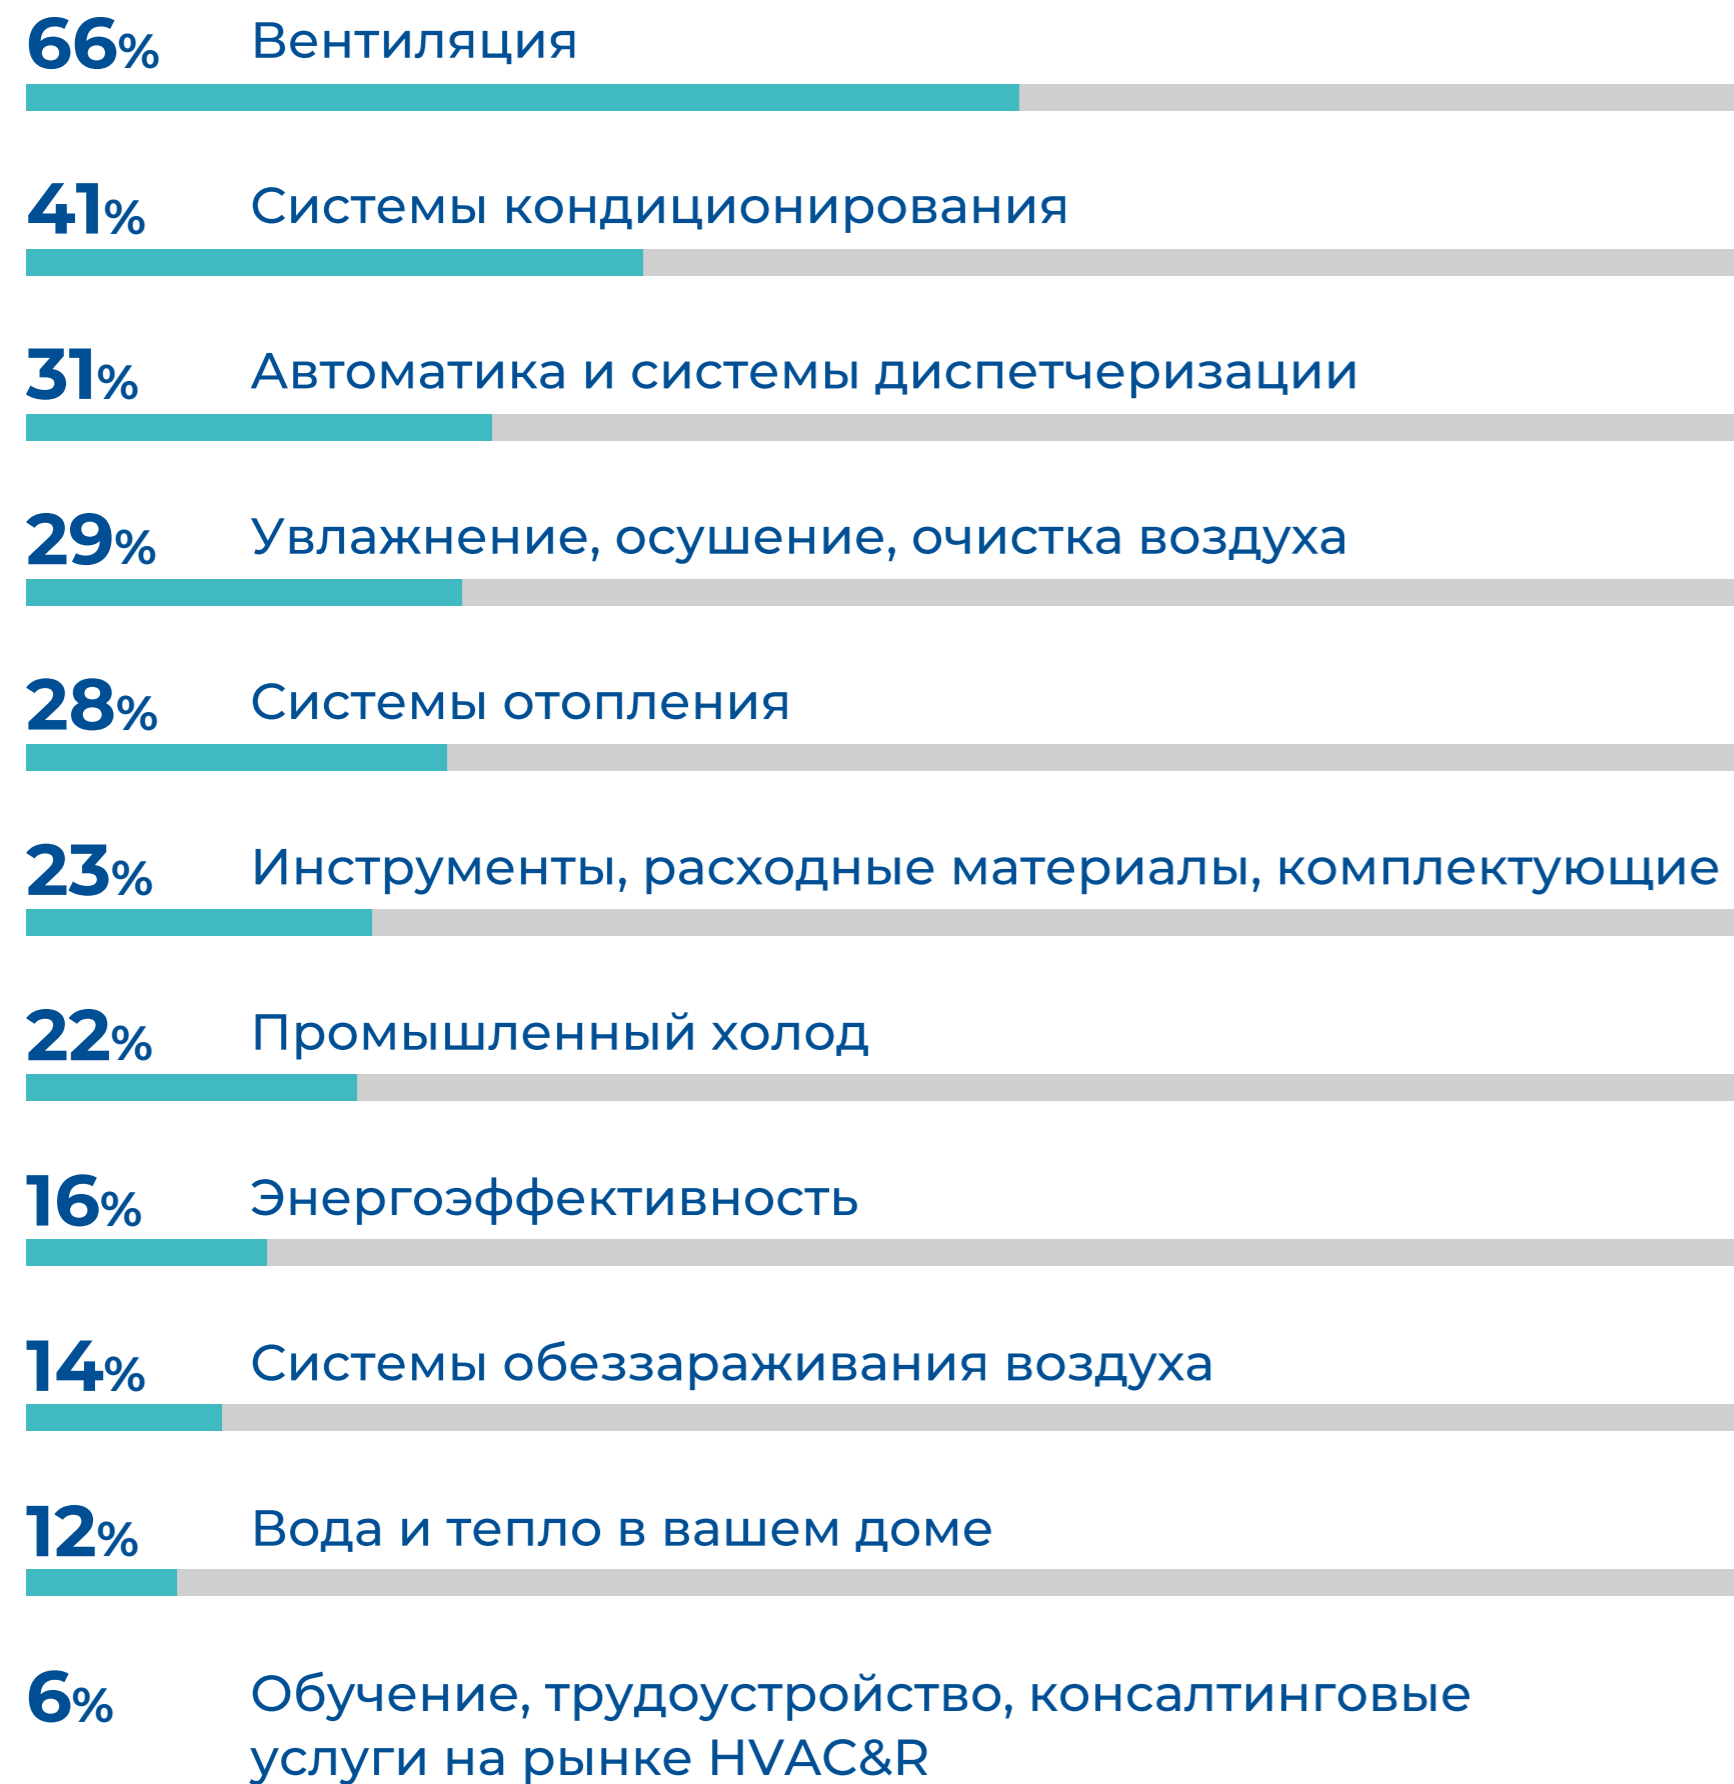 66% Вентиляция
41% Системы кондиционирования
31% Автоматика и системы диспетчеризации
29% Увлажнение, осушение, очистка воздуха
28% Системы отопления
23% Инструменты, расходные материалы, комплектующие
22% Промышленный холод
16% Энергоэффективность
14% Системы обеззараживания воздуха
12% Вода и тепло в вашем доме
6% Обучение, трудоустройство, консалтинговые
услуги на рынке HVAC&R